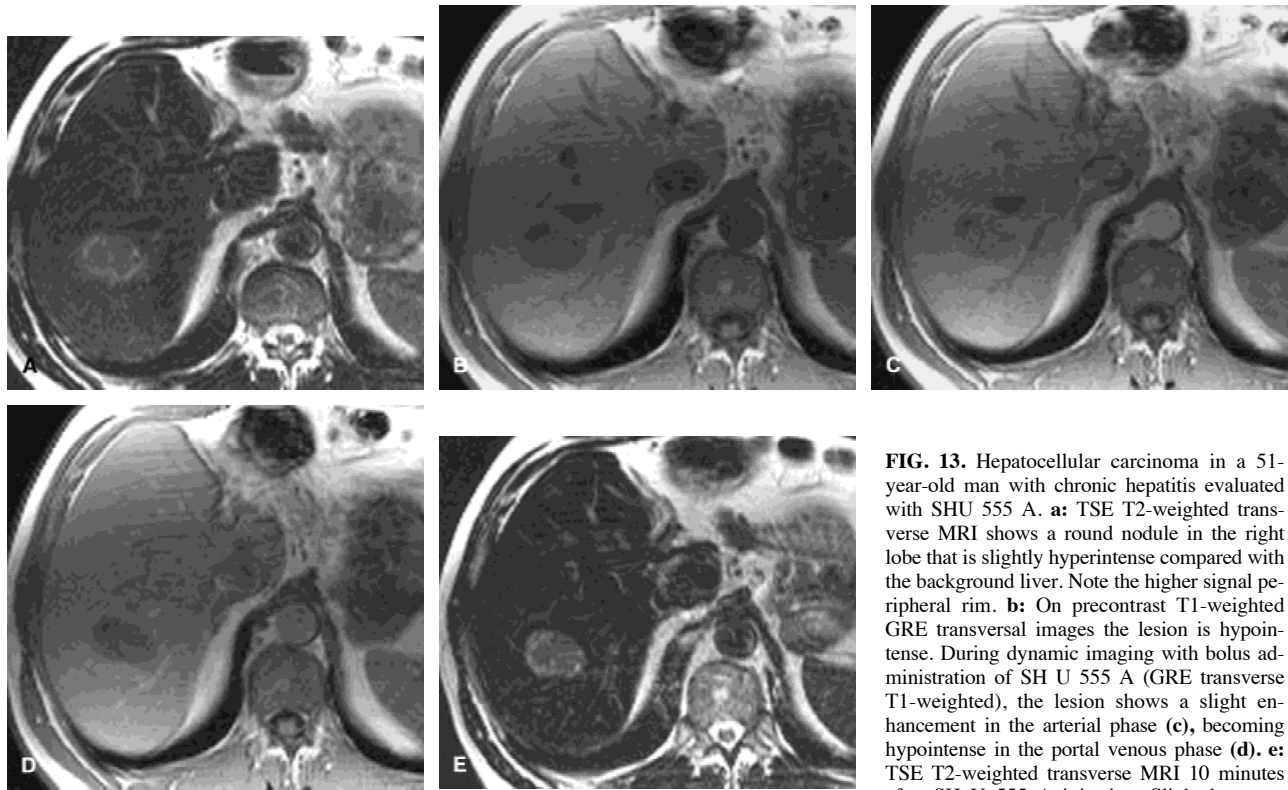 A
B
C
D
E
FIG. 13. Hepatocellular carcinoma in a 51-
year-old man with chronic hepatitis evaluated
with SHU 555 A. a: TSE T2-weighted trans-
verse MRI shows a round nodule in the right
lobe that is slightly hyperintense compared with
the background liver. Note the higher signal pe-
ripheral rim. b: On precontrast T1-weighted
GRE transversal images the lesion is hypoin-
tense. During dynamic imaging with bolus ad-
ministration of SH U 555 A (GRE transverse
T1-weighted), the lesion shows a slight en-
hancement in the arterial phase (c), becoming
hypointense in the portal venous phase (d). e:
TSE T2-weighted transverse MRI 10 minutes